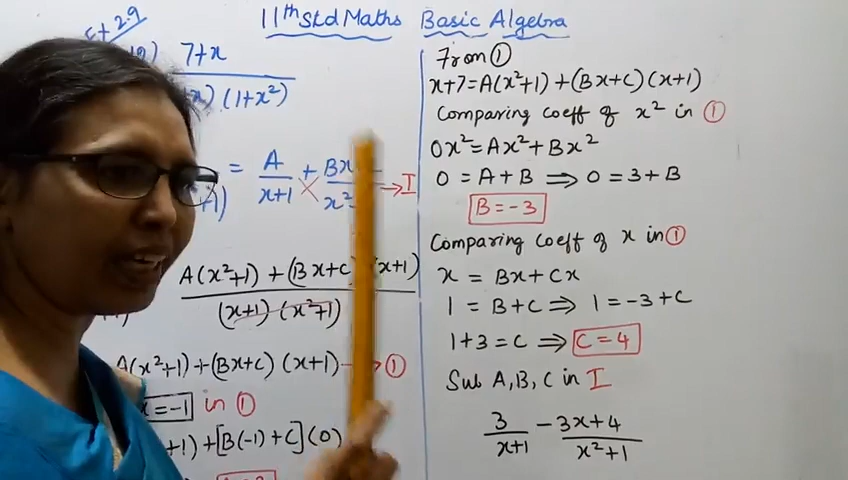 11th Std Maths Basic Algebra
2.9
7+x
(1+x²)
= A/(x+1) + Bx/x² → I
A(x²+1) + (Bx+C) (x+1)
(x+1) (x²+1)
A(x²+1) + (Bx+C) (x+1) → ①
x = -1 in ①
+1) + [B(-1) + C] (0)
From ①
x+7 = A(x²+1) + (Bx+C) (x+1)
Comparing coeff of x² in ①
0x² = Ax² + Bx²
0 = A + B ⟹ 0 = 3 + B
B = -3
Comparing coeff of x in ①
x = Bx + Cx
1 = B + C ⟹ 1 = -3 + C
1+3 = C ⟹ C = 4
Sub A, B, C in I
3/(x+1) - 3x+4/(x²+1)